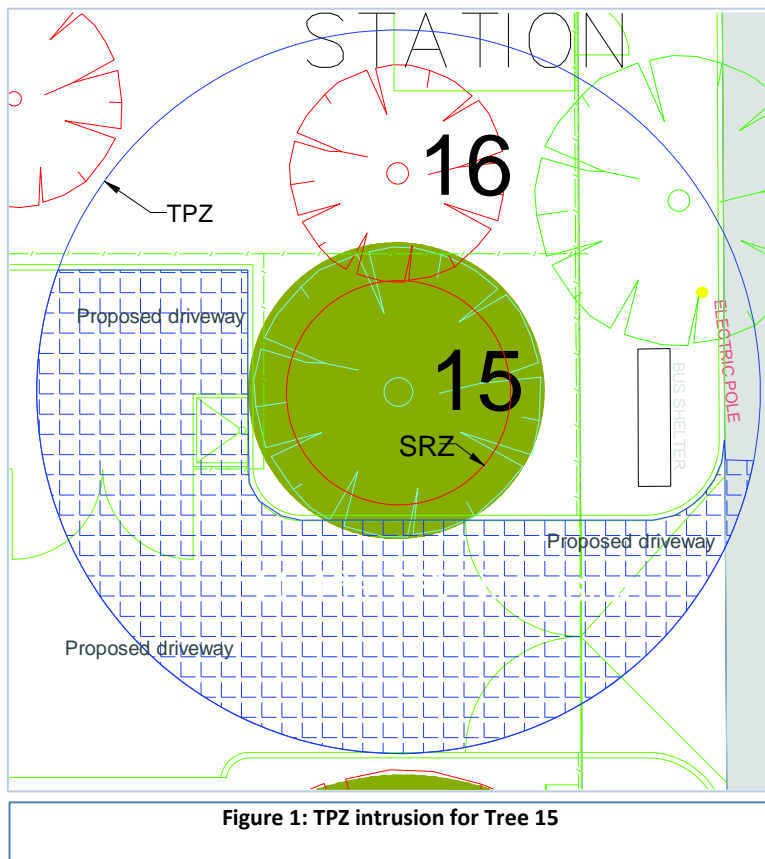 STATION
16
TPZ
Proposed driveway
15
ELECTRIC POLE
BUS SHELTER
SRZ
Proposed driveway
Proposed driveway
Figure 1: TPZ intrusion for Tree 15